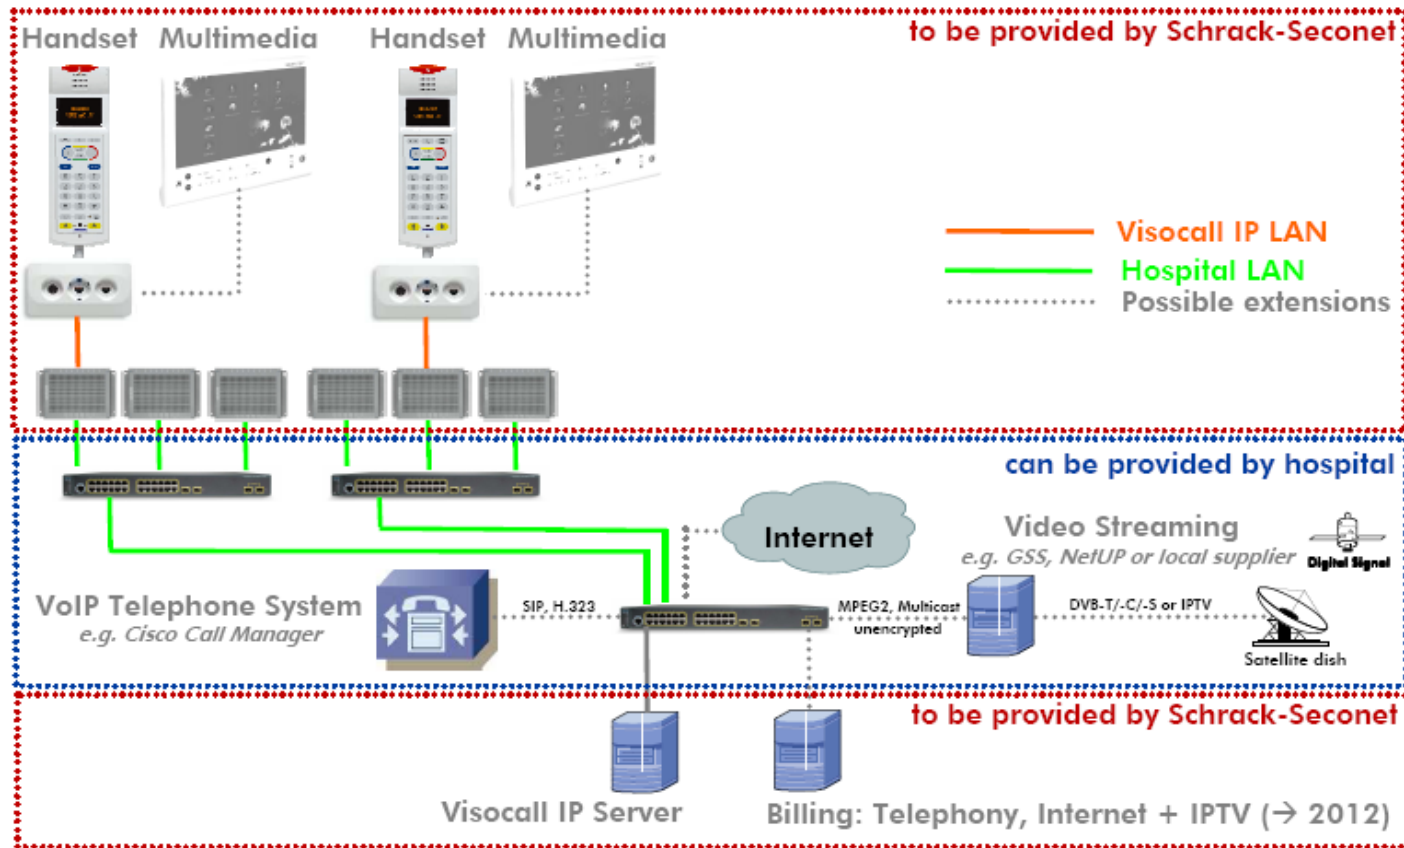 to be provided by Schrack-Seconet
Handset
Multimedia
Handset
Multimedia
Visocall IP LAN
Hospital LAN
Possible extensions
can be provided by hospital
Internet
Video Streaming
e.g. GSS, NetUP or local supplier
Digital Signal
VoIP Telephone System
e.g. Cisco Call Manager
SIP, H.323
MPEG2, Multicast
unencrypted
DVB-T/-C/-S or IPTV
Satellite dish
to be provided by Schrack-Seconet
Visocall IP Server
Billing: Telephony, Internet + IPTV (→ 2012)